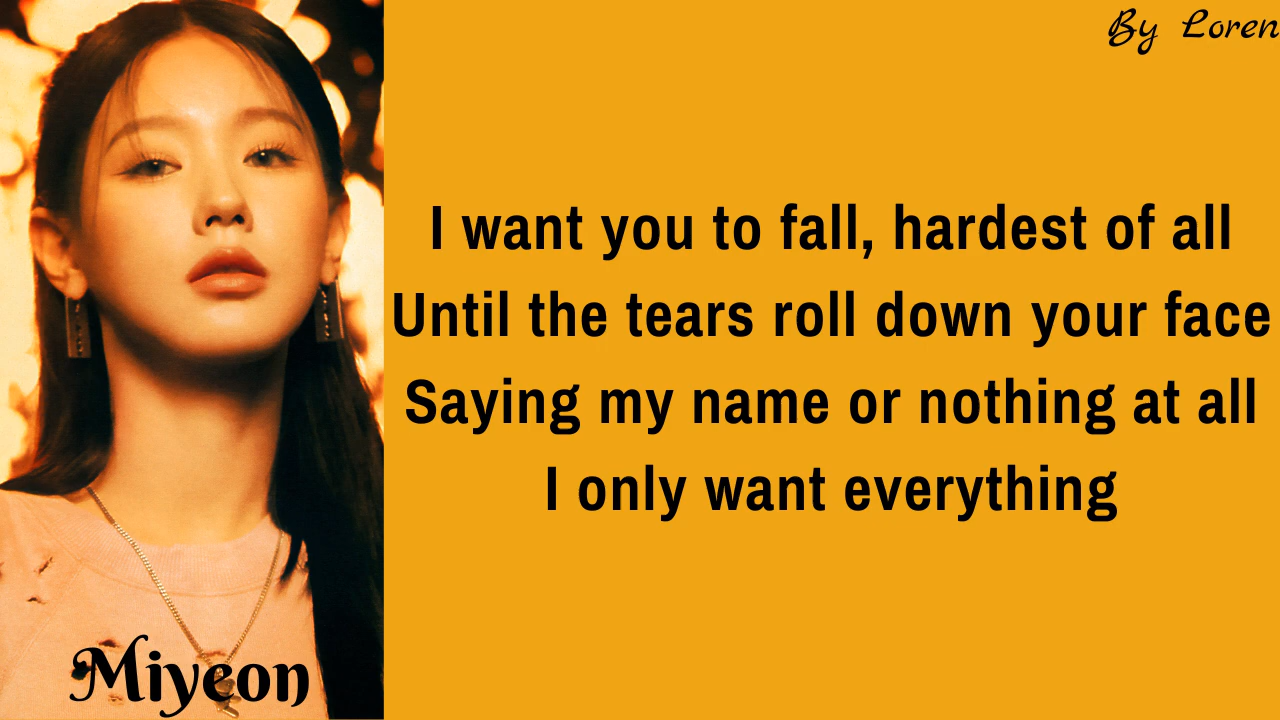 By Loren
I want you to fall, hardest of all
Until the tears roll down your face
Saying my name or nothing at all
I only want everything
Miyeon